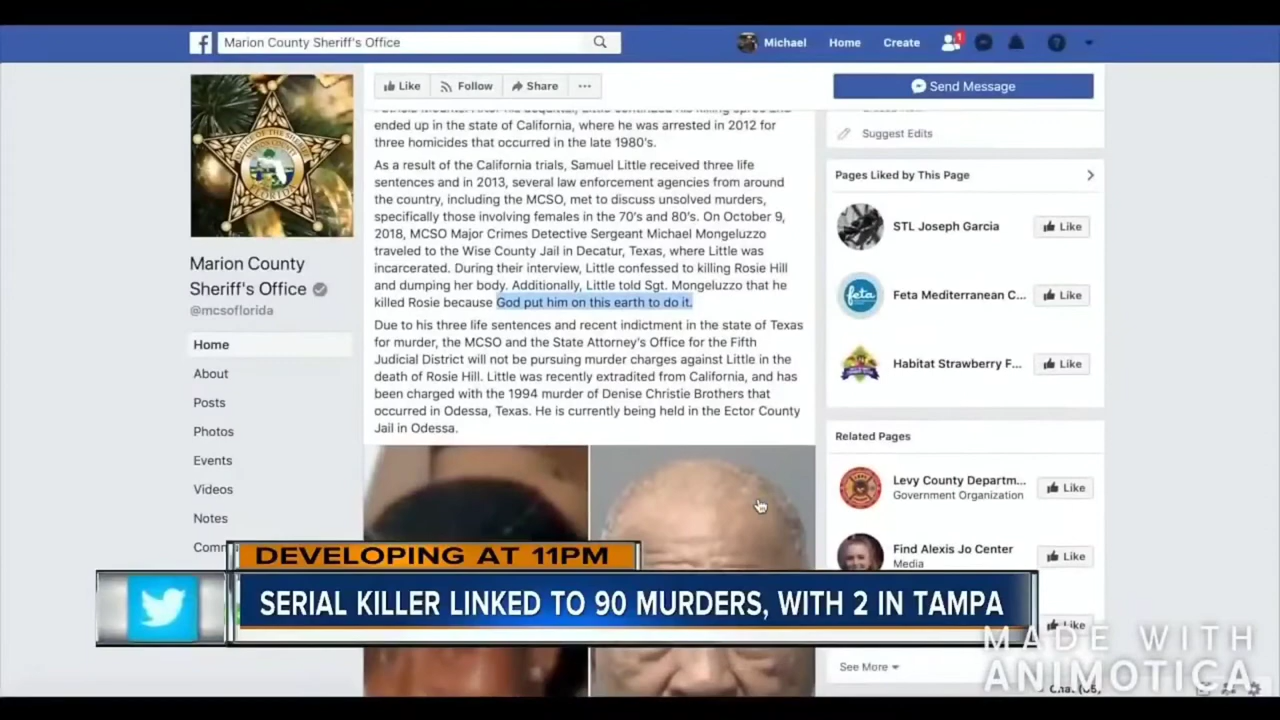 Marion County Sheriff's Office
Michael
Home
Create
1
Like
Follow
Share
Send Message
ended up in the state of California, where he was arrested in 2012 for
three homicides that occurred in the late 1980's.
As a result of the California trials, Samuel Little received three life
sentences and in 2013, several law enforcement agencies from around
the country, including the MCSO, met to discuss unsolved murders,
specifically those involving females in the 70's and 80's. On October 9,
2018, MCSO Major Crimes Detective Sergeant Michael Mongeluzzo
traveled to the Wise County Jail in Decatur, Texas, where Little was
incarcerated. During their interview, Little confessed to killing Rosie Hill
and dumping her body. Additionally, Little told Sgt. Mongeluzzo that he
killed Rosie because God put him on this earth to do it.
Due to his three life sentences and recent indictment in the state of Texas
for murder, the MCSO and the State Attorney's Office for the Fifth
Judicial District will not be pursuing murder charges against Little in the
death of Rosie Hill. Little was recently extradited from California, and has
been charged with the 1994 murder of Denise Christie Brothers that
occurred in Odessa, Texas. He is currently being held in the Ector County
Jail in Odessa.
Marion County
Sheriff's Office
@mcsoflorida
Home
About
Posts
Photos
Events
Videos
Notes
Comm
Suggest Edits
Pages Liked by This Page
STL Joseph Garcia
Like
feta
Feta Mediterranean C...
Like
Habitat Strawberry F...
Like
Related Pages
Levy County Departm...
Government Organization
Like
Find Alexis Jo Center
Media
Like
Like
See More
DEVELOPING AT 11PM
SERIAL KILLER LINKED TO 90 MURDERS, WITH 2 IN TAMPA
MADE WITH
ANIMOTICA